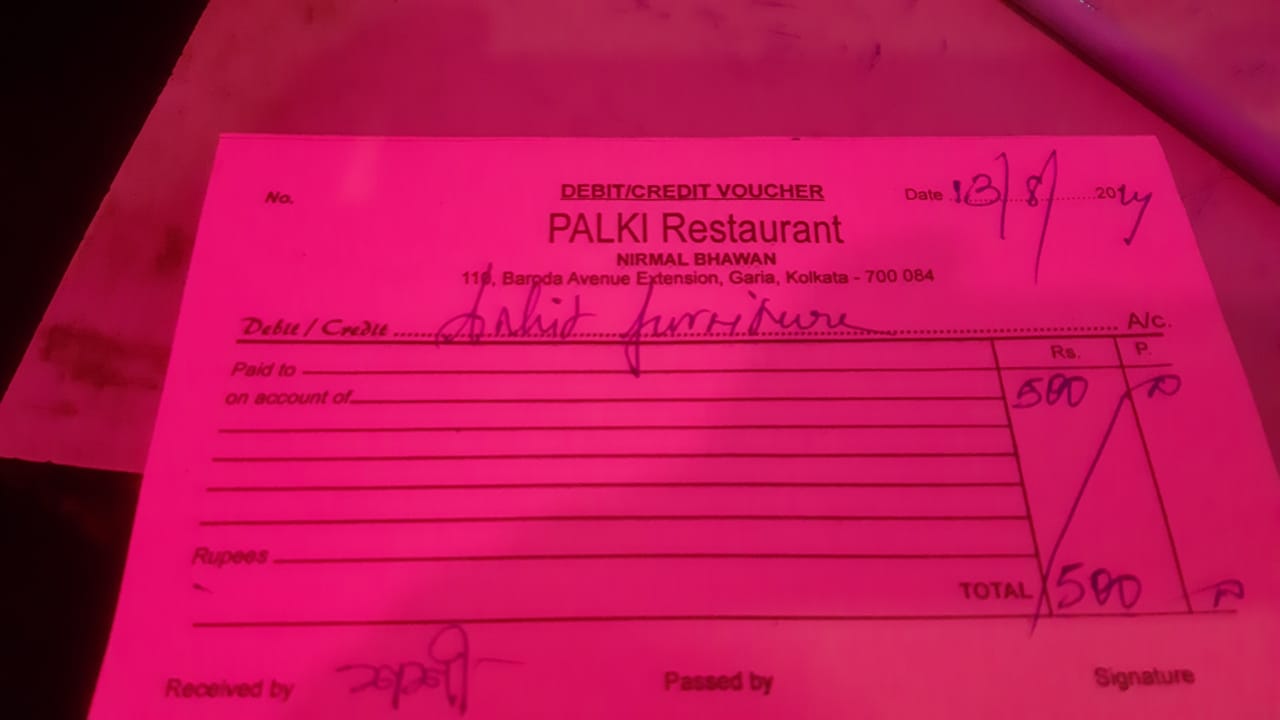 No. DEBIT/CREDIT VOUCHER Date 13/8/2024
PALKI Restaurant
NIRMAL BHAWAN
110, Baroda Avenue Extension, Garia, Kolkata - 700 084
Debit / Credit Ankit furniture A/c.
Rs. P.
Paid to
on account of 500
Rupees
TOTAL 500
Received by Passed by Signature